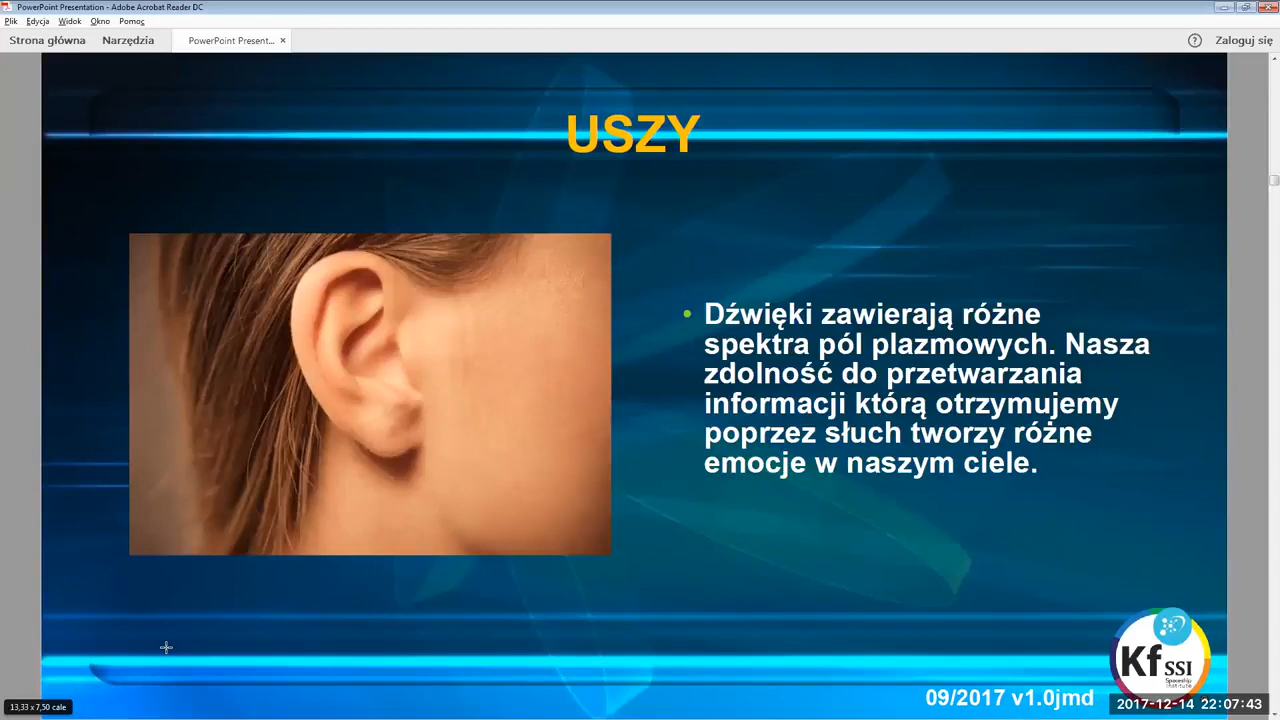 PowerPoint Presentation - Adobe Acrobat Reader DC
Plik Edycja Widok Okno Pomoc
Strona główna Narzędzia PowerPoint Present... × ? Zaloguj się
USZY
• Dźwięki zawierają różne
spektra pól plazmowych. Nasza
zdolność do przetwarzania
informacji którą otrzymujemy
poprzez słuch tworzy różne
emocje w naszym ciele.
Kf SSI
Spaceship
Institute
09/2017 v1.0jmd
13,33 x 7,50 cale
2017-12-14 22:07:43